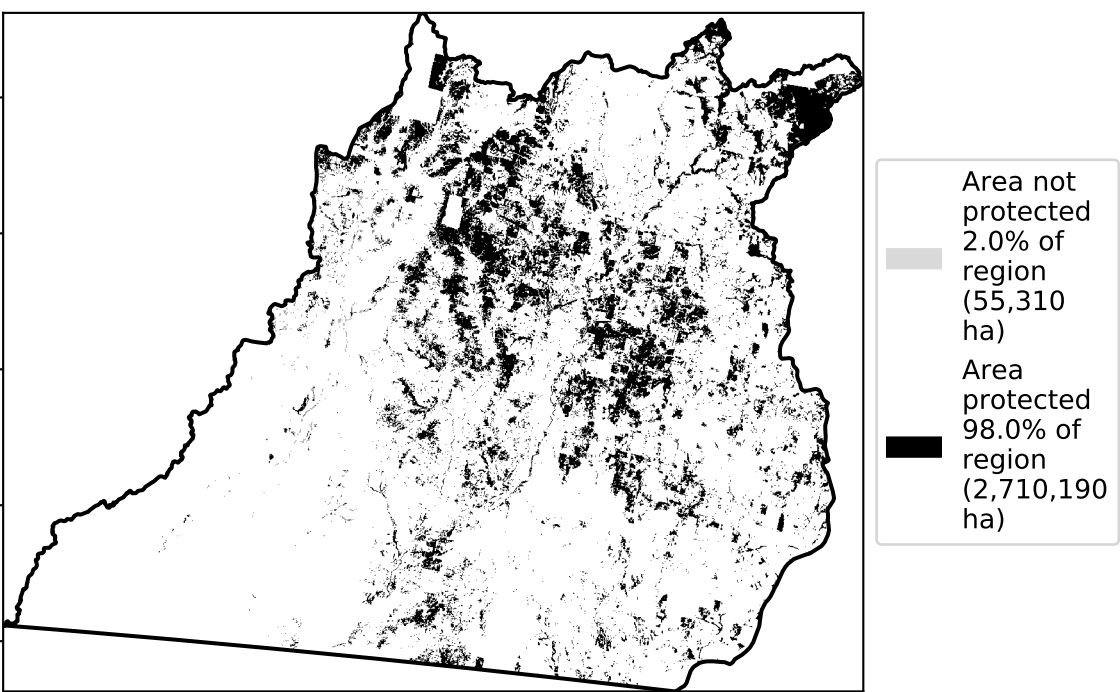 Area not
protected
2.0% of
region
(55,310
ha)
Area
protected
98.0% of
region
(2,710,190
ha)